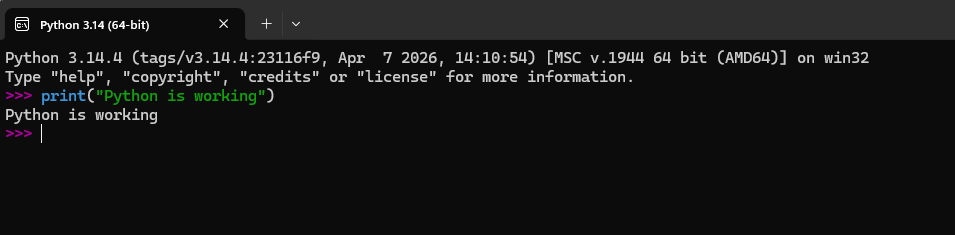 Python 3.14 (64-bit)
Python 3.14.4 (tags/v3.14.4:23116f9, Apr  7 2026, 14:10:54) [MSC v.1944 64 bit (AMD64)] on win32
Type "help", "copyright", "credits" or "license" for more information.
>>> print("Python is working")
Python is working
>>>